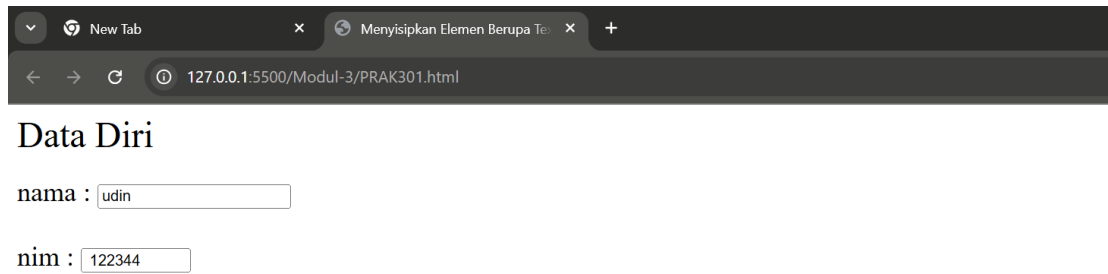 New Tab
Menyisipkan Elemen Berupa Te
127.0.0.1:5500/Modul-3/PRAK301.html
Data Diri
nama : udin
nim : 122344